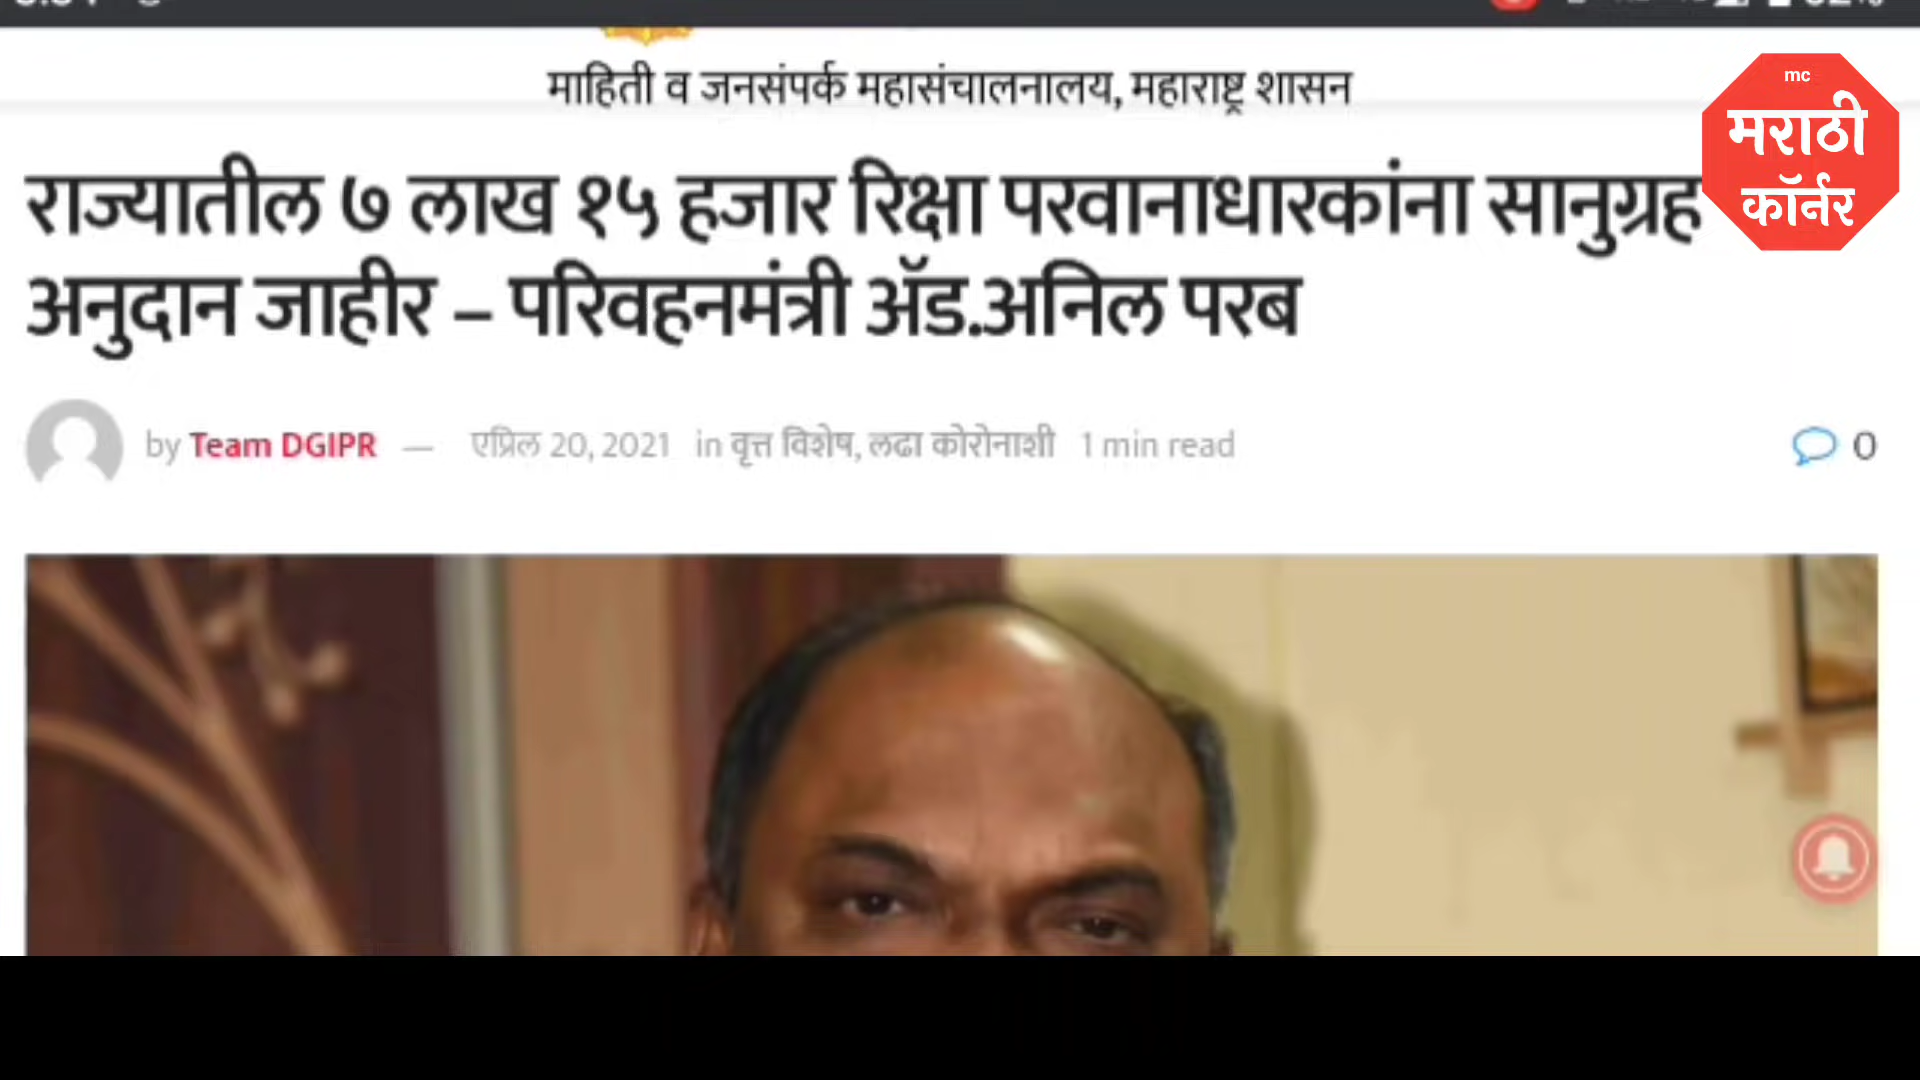 माहिती व जनसंपर्क महासंचालनालय, महाराष्ट्र शासन
mc
मराठी
कॉर्नर
राज्यातील ७ लाख १५ हजार रिक्षा परवानाधारकांना सानुग्रह
अनुदान जाहीर – परिवहनमंत्री ॲड.अनिल परब
by Team DGIPR — एप्रिल 20, 2021 in वृत्त विशेष, लढा कोरोनाशी 1 min read
0